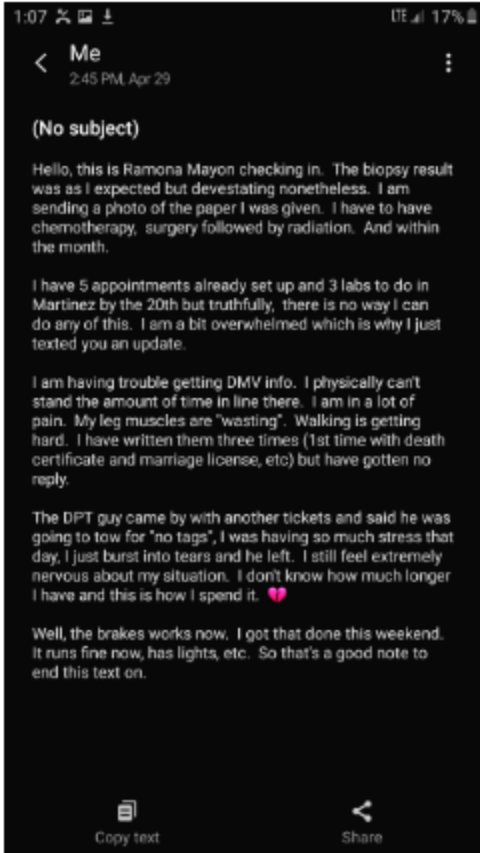 1:07 LTE 17%
Me
2:45 PM, Apr 29
(No subject)
Hello, this is Ramona Mayon checking in. The biopsy result
was as I expected but devestating nonetheless. I am
sending a photo of the paper I was given. I have to have
chemotherapy, surgery followed by radiation. And within
the month.
I have 5 appointments already set up and 3 labs to do in
Martinez by the 20th but truthfully, there is no way I can
do any of this. I am a bit overwhelmed which is why I just
texted you an update.
I am having trouble getting DMV info. I physically can't
stand the amount of time in line there. I am in a lot of
pain. My leg muscles are "wasting". Walking is getting
hard. I have written them three times (1st time with death
certificate and marriage license, etc) but have gotten no
reply.
The DPT guy came by with another tickets and said he was
going to tow for "no tags", I was having so much stress that
day, I just burst into tears and he left. I still feel extremely
nervous about my situation. I don't know how much longer
I have and this is how I spend it. 💔
Well, the brakes works now. I got that done this weekend.
It runs fine now, has lights, etc. So that's a good note to
end this text on.
Copy text Share